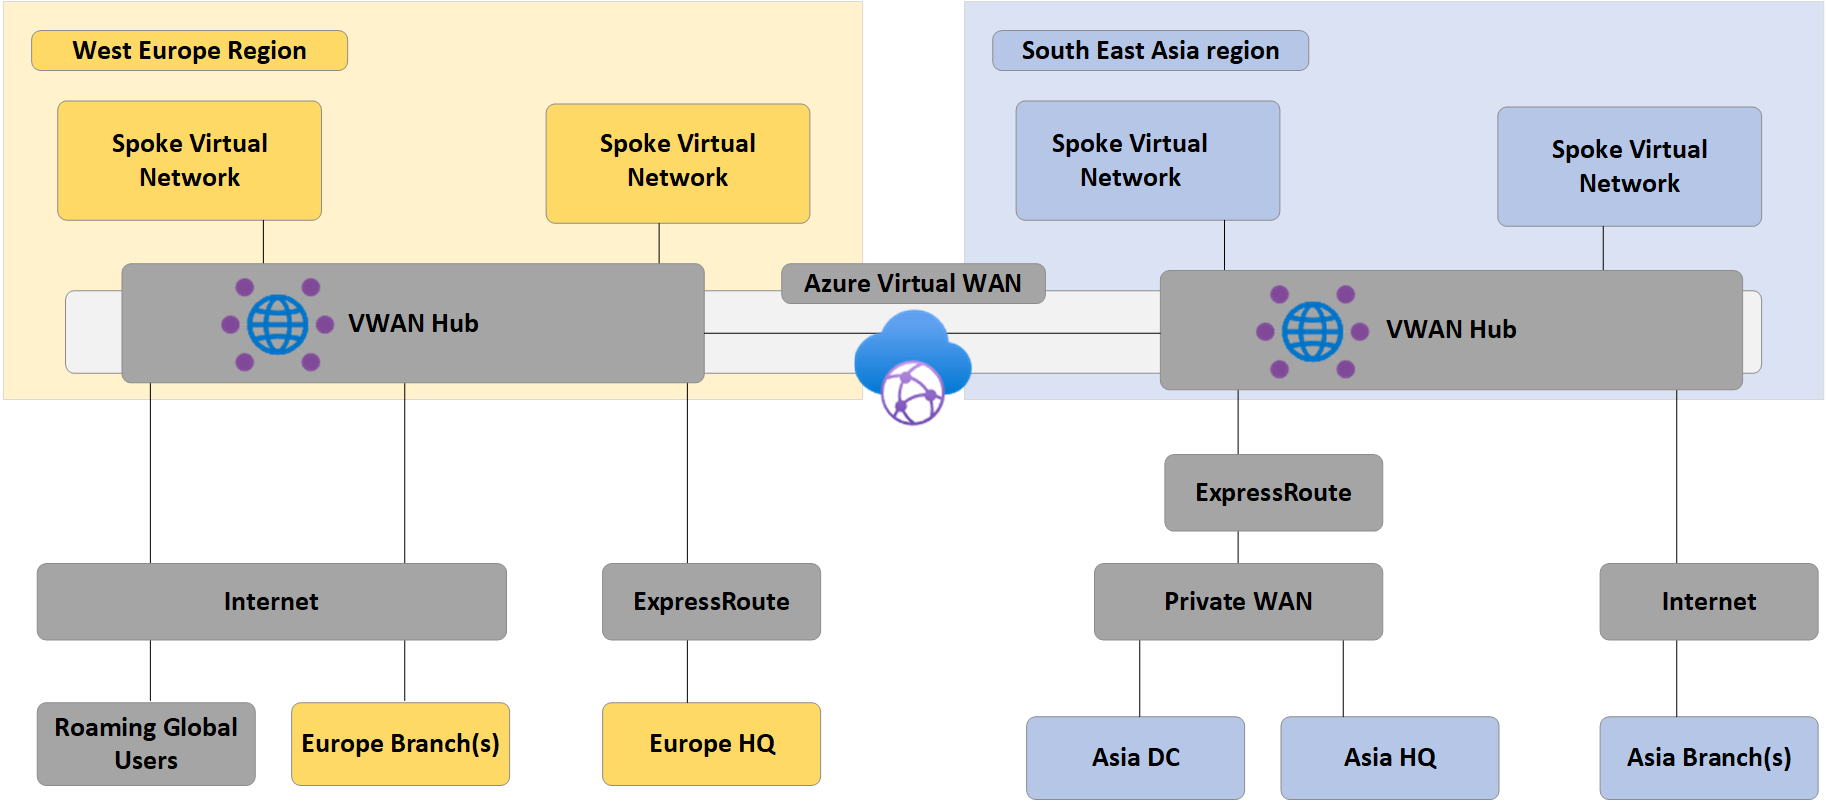 West Europe Region
South East Asia region
Spoke Virtual
Network
Spoke Virtual
Network
Spoke Virtual
Network
Spoke Virtual
Network
Azure Virtual WAN
VWAN Hub
VWAN Hub
ExpressRoute
Internet
ExpressRoute
Private WAN
Internet
Roaming Global
Users
Europe Branch(s)
Europe HQ
Asia DC
Asia HQ
Asia Branch(s)